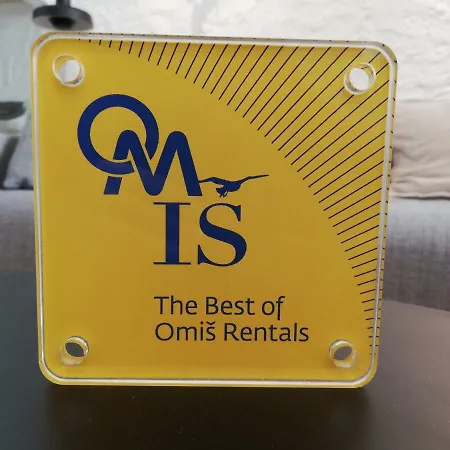 OM
IŠ
The Best of
Omiš Rentals